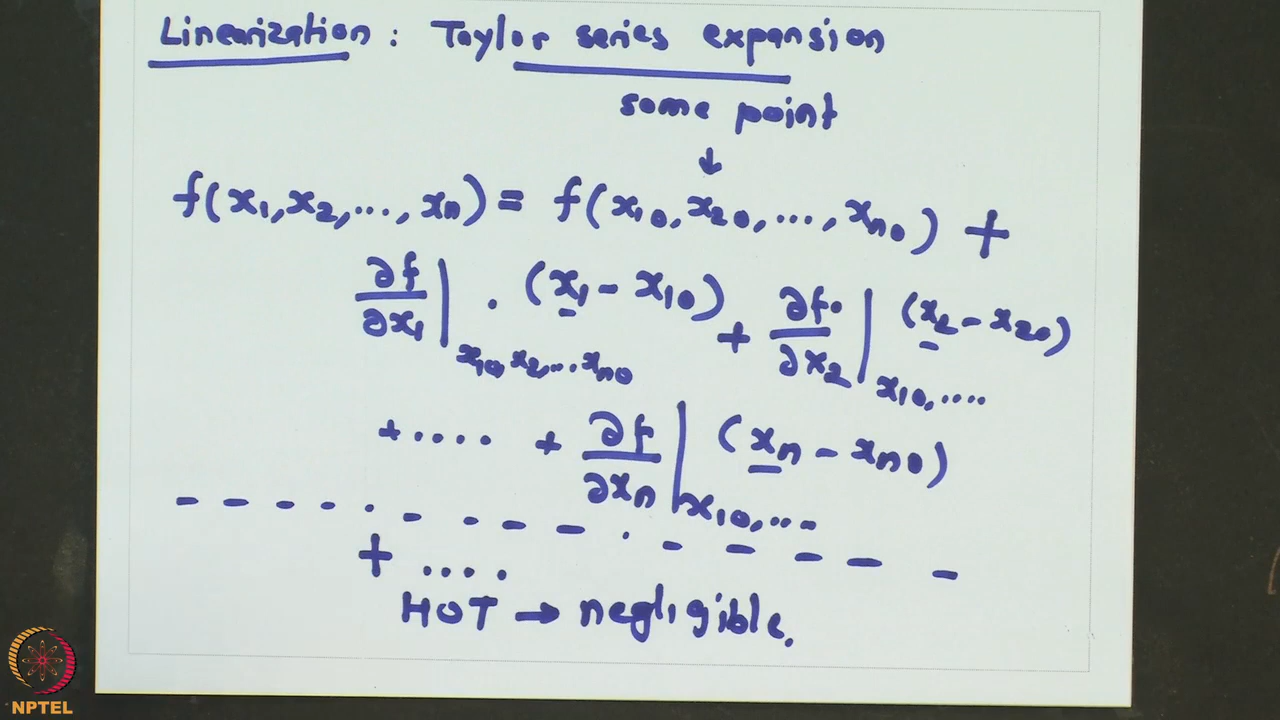 Linearization : Taylor series expansion
some point
↓
f(x₁, x₂, ..., xₙ) = f(x₁₀, x₂₀, ..., xₙ₀) +
∂f/∂x₁ |x₁₀, x₂, ... xₙ₀ . (x₁ - x₁₀) + ∂f/∂x₂ |x₁₀, .... (x₂ - x₂₀)
+ .... + ∂f/∂xₙ |x₁₀, ... (xₙ - xₙ₀)
+ ....
HOT → negligible.
NPTEL